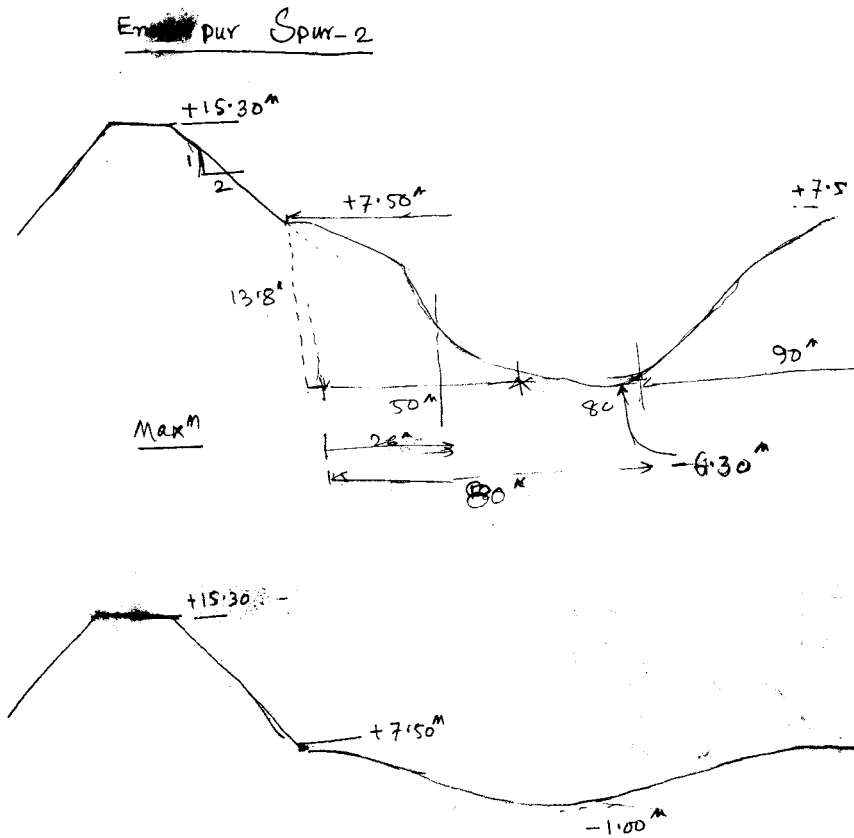 pur Spur-2
+15.30ᴹ
1
2
+7.50ᴹ
+7.5
13.8ᴹ
90ᴹ
50ᴹ
80
Maxᴹ
26ᴹ
-6.30ᴹ
80ᴹ
+15.30
+7.50ᴹ
-1.00ᴹ